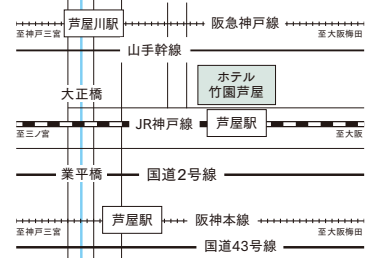 芦屋川駅
阪急神戸線
至神戸三宮
至大阪梅田
山手幹線
ホテル
竹園芦屋
大正橋
JR神戸線
芦屋駅
至三ノ宮
至大阪
業平橋
国道2号線
芦屋駅
阪神本線
至神戸三宮
至大阪梅田
国道43号線